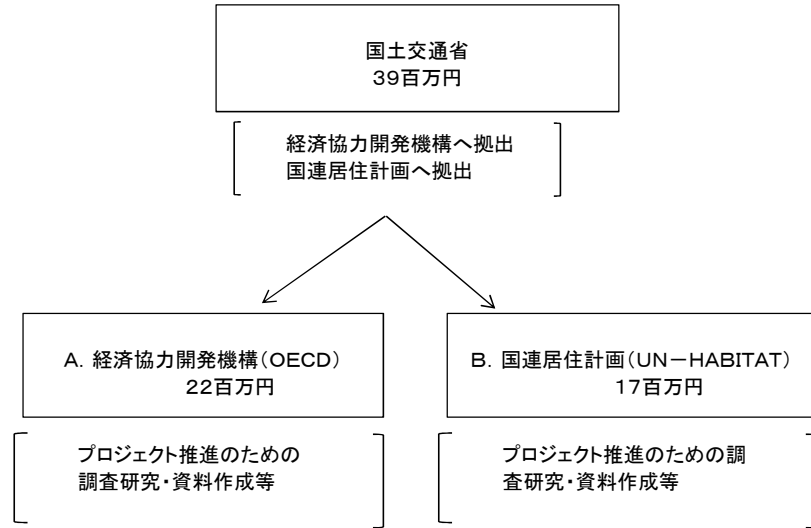 国土交通省
39百万円
経済協力開発機構へ拠出
国連居住計画へ拠出
A. 経済協力開発機構(OECD)
22百万円
プロジェクト推進のための
調査研究・資料作成等
B. 国連居住計画(UN-HABITAT)
17百万円
プロジェクト推進のための調
査研究・資料作成等